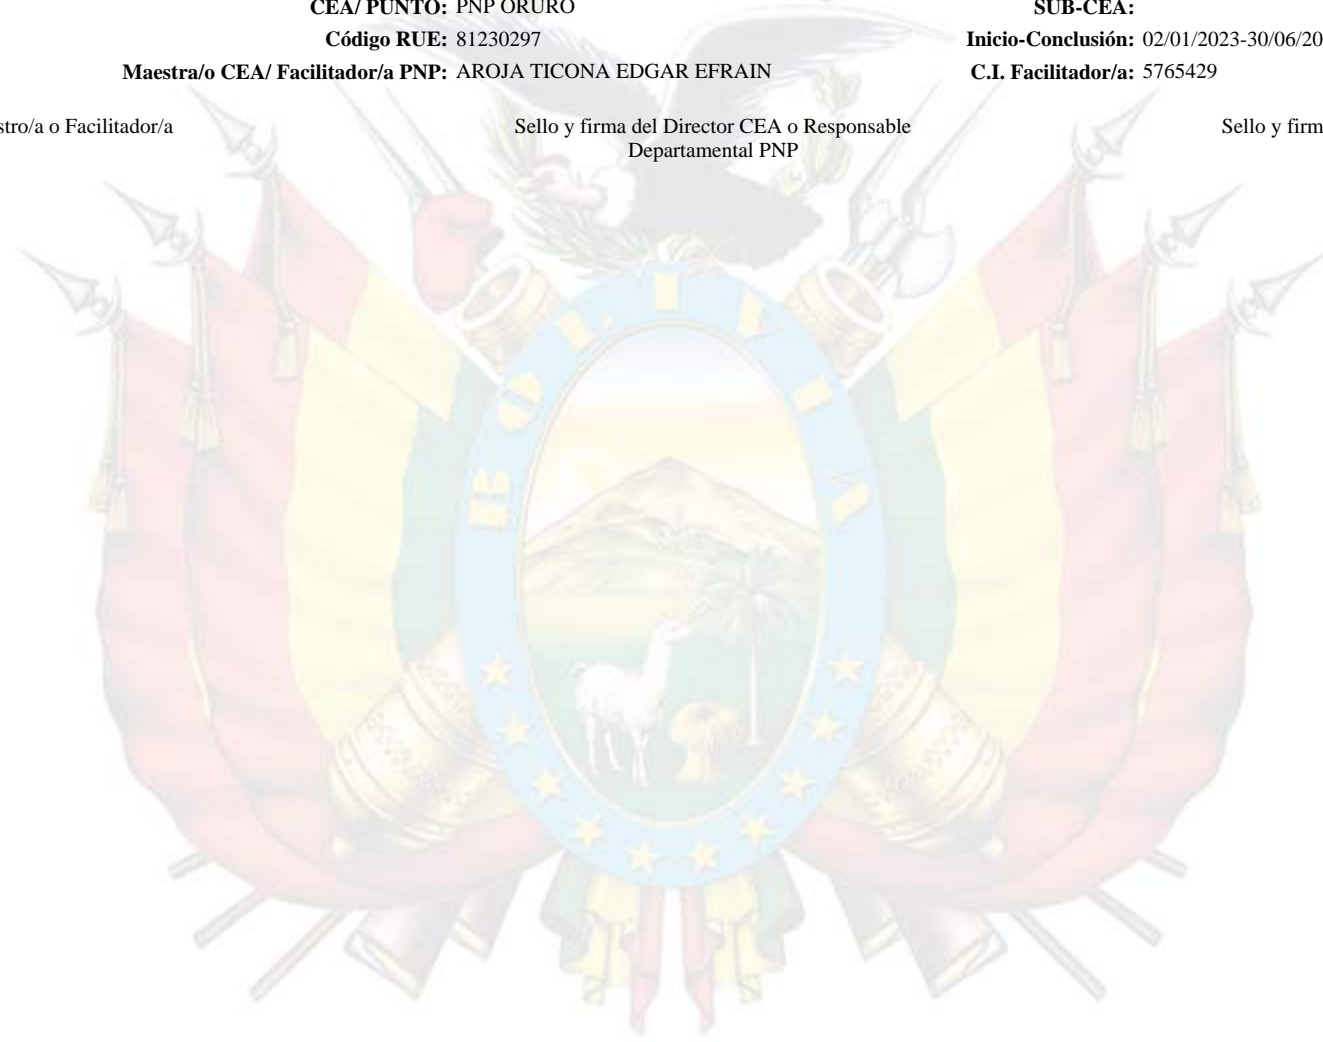 CEA/ PUNTO: PNP ORURO SUB-CEA:
Código RUE: 81230297 Inicio-Conclusión: 02/01/2023-30/06/20
Maestra/o CEA/ Facilitador/a PNP: AROJA TICONA EDGAR EFRAIN C.I. Facilitador/a: 5765429
stro/a o Facilitador/a Sello y firma del Director CEA o Responsable Sello y firm
Departamental PNP
BOLIVIA